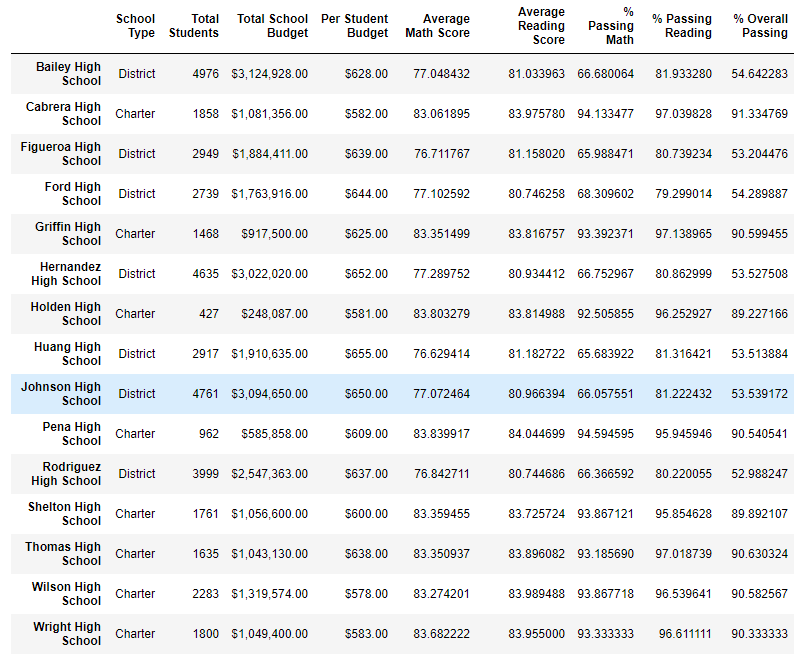 School Type Total Students Total School Budget Per Student Budget Average Math Score Average Reading Score % Passing Math % Passing Reading % Overall Passing
Bailey High School District 4976 $3,124,928.00 $628.00 77.048432 81.033963 66.680064 81.933280 54.642283
Cabrera High School Charter 1858 $1,081,356.00 $582.00 83.061895 83.975780 94.133477 97.039828 91.334769
Figueroa High School District 2949 $1,884,411.00 $639.00 76.711767 81.158020 65.988471 80.739234 53.204476
Ford High School District 2739 $1,763,916.00 $644.00 77.102592 80.746258 68.309602 79.299014 54.289887
Griffin High School Charter 1468 $917,500.00 $625.00 83.351499 83.816757 93.392371 97.138965 90.599455
Hernandez High School District 4635 $3,022,020.00 $652.00 77.289752 80.934412 66.752967 80.862999 53.527508
Holden High School Charter 427 $248,087.00 $581.00 83.803279 83.814988 92.505855 96.252927 89.227166
Huang High School District 2917 $1,910,635.00 $655.00 76.629414 81.182722 65.683922 81.316421 53.513884
Johnson High School District 4761 $3,094,650.00 $650.00 77.072464 80.966394 66.057551 81.222432 53.539172
Pena High School Charter 962 $585,858.00 $609.00 83.839917 84.044699 94.594595 95.945946 90.540541
Rodriguez High School District 3999 $2,547,363.00 $637.00 76.842711 80.744686 66.366592 80.220055 52.988247
Shelton High School Charter 1761 $1,056,600.00 $600.00 83.359455 83.725724 93.867121 95.854628 89.892107
Thomas High School Charter 1635 $1,043,130.00 $638.00 83.350937 83.896082 93.185690 97.018739 90.630324
Wilson High School Charter 2283 $1,319,574.00 $578.00 83.274201 83.989488 93.867718 96.539641 90.582567
Wright High School Charter 1800 $1,049,400.00 $583.00 83.682222 83.955000 93.333333 96.611111 90.333333